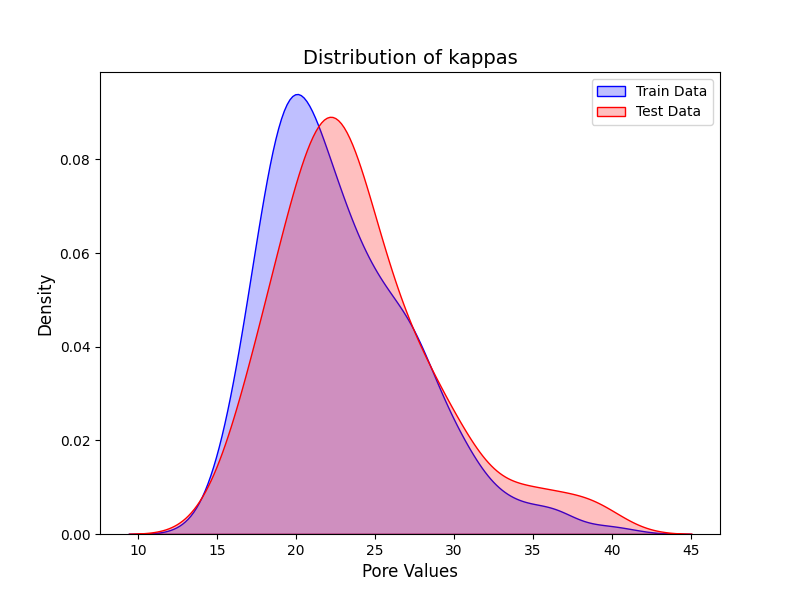 Distribution of kappas
Train Data
Test Data
0.08
0.06
0.04
0.02
0.00
Density
10 15 20 25 30 35 40 45
Pore Values